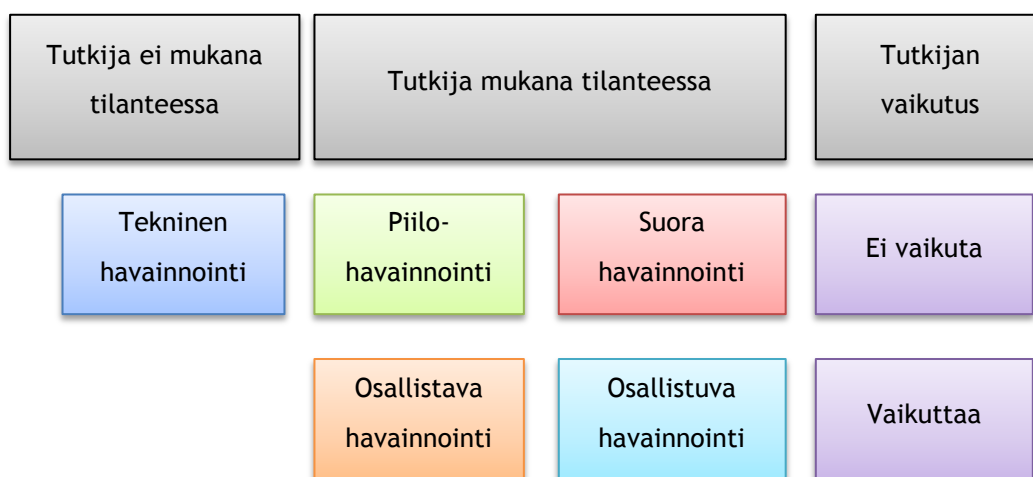 Tutkija ei mukana
tilanteessa
Tutkija mukana tilanteessa
Tutkijan
vaikutus
Tekninen
havainnointi
Piilo-
havainnointi
Suora
havainnointi
Ei vaikuta
Osallistava
havainnointi
Osallistuva
havainnointi
Vaikuttaa